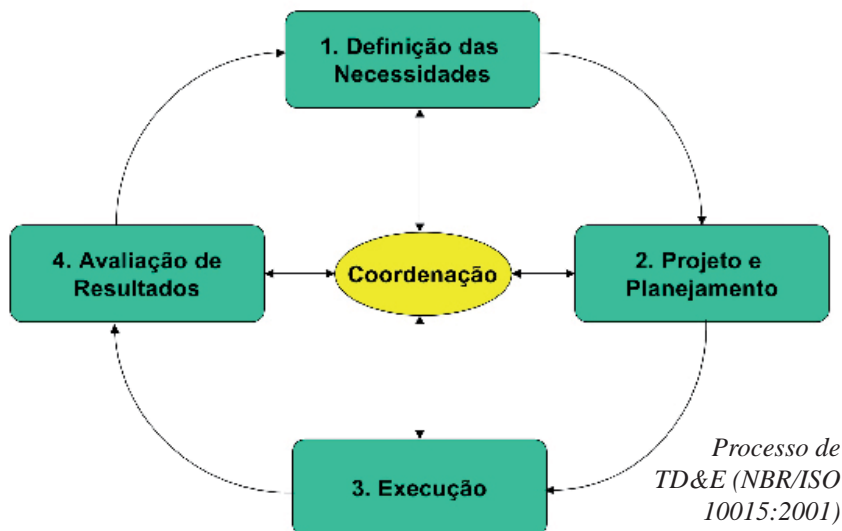 1. Definição das
Necessidades
4. Avaliação de
Resultados
Coordenação
2. Projeto e
Planejamento
3. Execução
Processo de
TD&E (NBR/ISO
10015:2001)